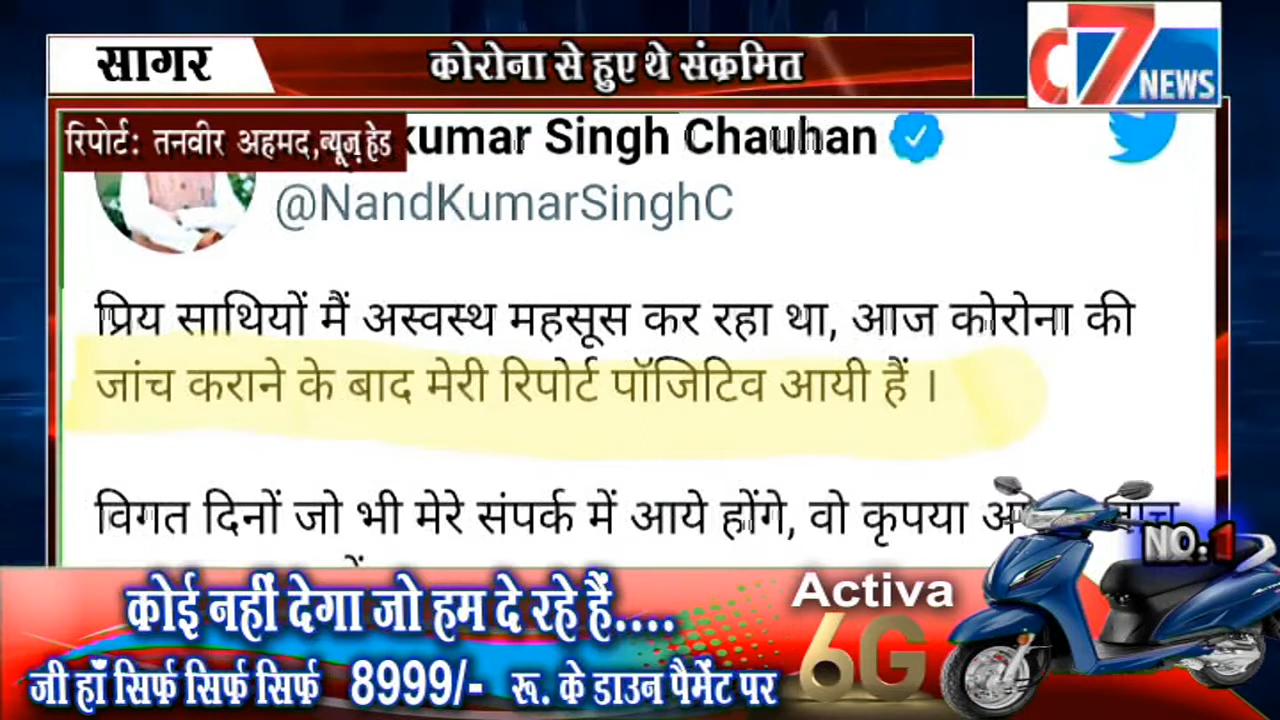 सागर
कोरोना से हुए थे संक्रमित
C7 NEWS
रिपोर्ट: तनवीर अहमद,न्यूज़ हेड
kumar Singh Chauhan
@NandKumarSinghC
प्रिय साथियों मैं अस्वस्थ महसूस कर रहा था, आज कोरोना की
जांच कराने के बाद मेरी रिपोर्ट पॉजिटिव आयी हैं ।
विगत दिनों जो भी मेरे संपर्क में आये होंगे, वो कृपया
NO.1
कोई नहीं देगा जो हम दे रहे हैं....
Activa
6G
जी हाँ सिर्फ सिर्फ सिर्फ 8999/- रू. के डाउन पैमेंट पर